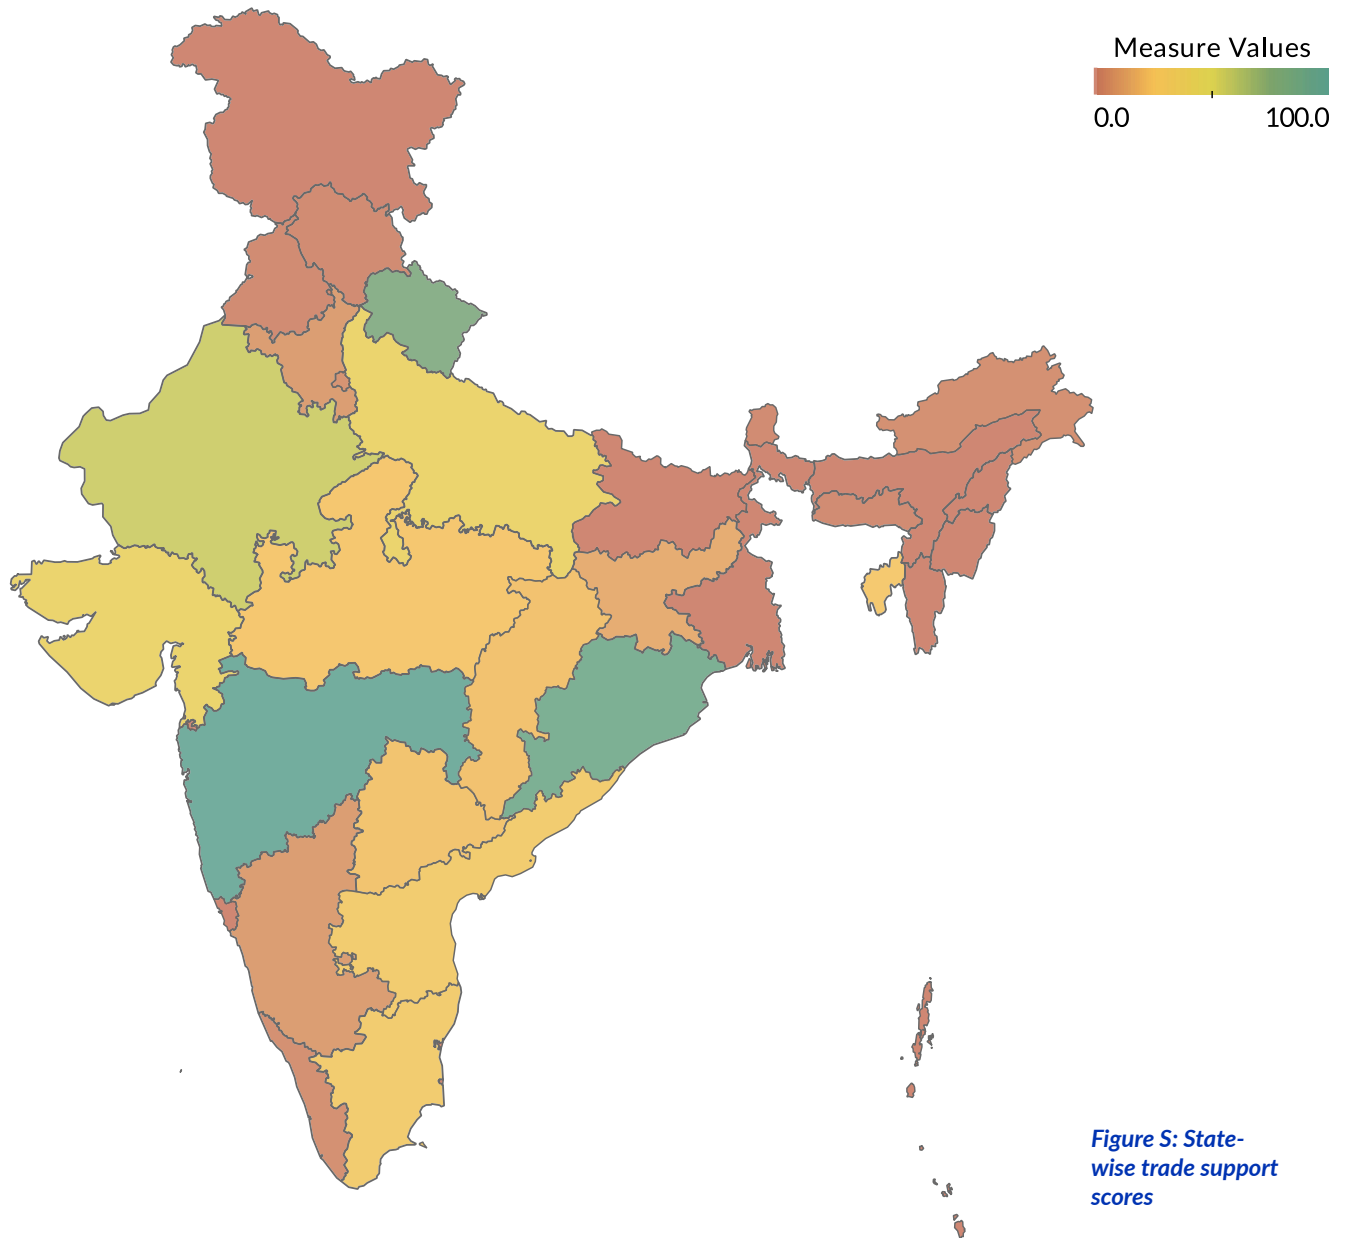 Measure Values
0.0 100.0
Figure S: State-
wise trade support
scores